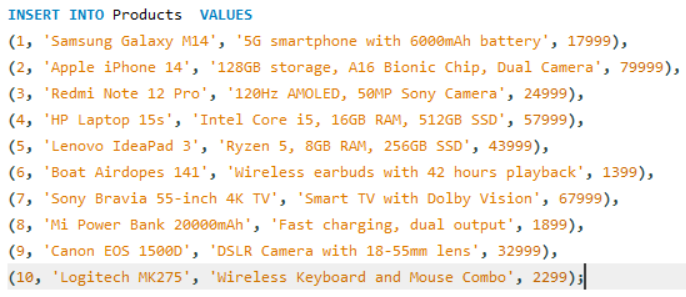 INSERT INTO Products VALUES
(1, 'Samsung Galaxy M14', '5G smartphone with 6000mAh battery', 17999),
(2, 'Apple iPhone 14', '128GB storage, A16 Bionic Chip, Dual Camera', 79999),
(3, 'Redmi Note 12 Pro', '120Hz AMOLED, 50MP Sony Camera', 24999),
(4, 'HP Laptop 15s', 'Intel Core i5, 16GB RAM, 512GB SSD', 57999),
(5, 'Lenovo IdeaPad 3', 'Ryzen 5, 8GB RAM, 256GB SSD', 43999),
(6, 'Boat Airdopes 141', 'Wireless earbuds with 42 hours playback', 1399),
(7, 'Sony Bravia 55-inch 4K TV', 'Smart TV with Dolby Vision', 67999),
(8, 'Mi Power Bank 20000mAh', 'Fast charging, dual output', 1899),
(9, 'Canon EOS 1500D', 'DSLR Camera with 18-55mm lens', 32999),
(10, 'Logitech MK275', 'Wireless Keyboard and Mouse Combo', 2299);